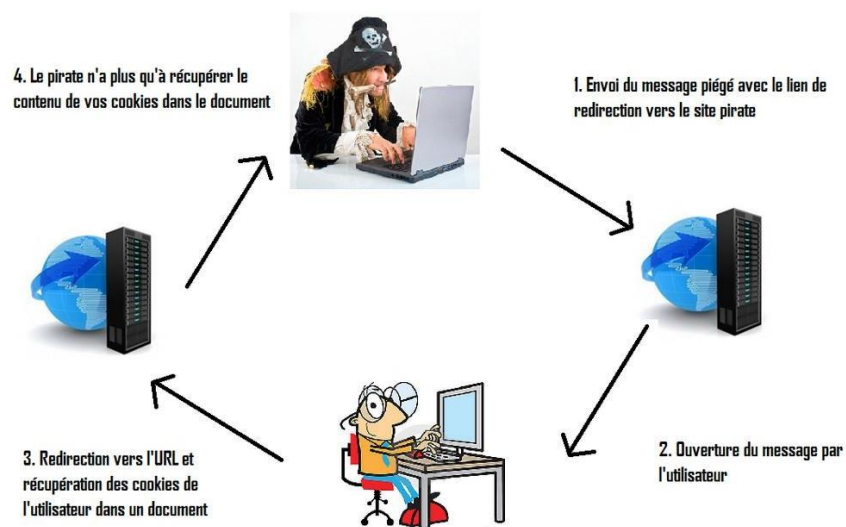 1. Envoi du message piégé avec le lien de
redirection vers le site pirate
2. Ouverture du message par
l'utilisateur
3. Redirection vers l'URL et
récupération des cookies de
l'utilisateur dans un document
4. Le pirate n'a plus qu'à récupérer le
contenu de vos cookies dans le document